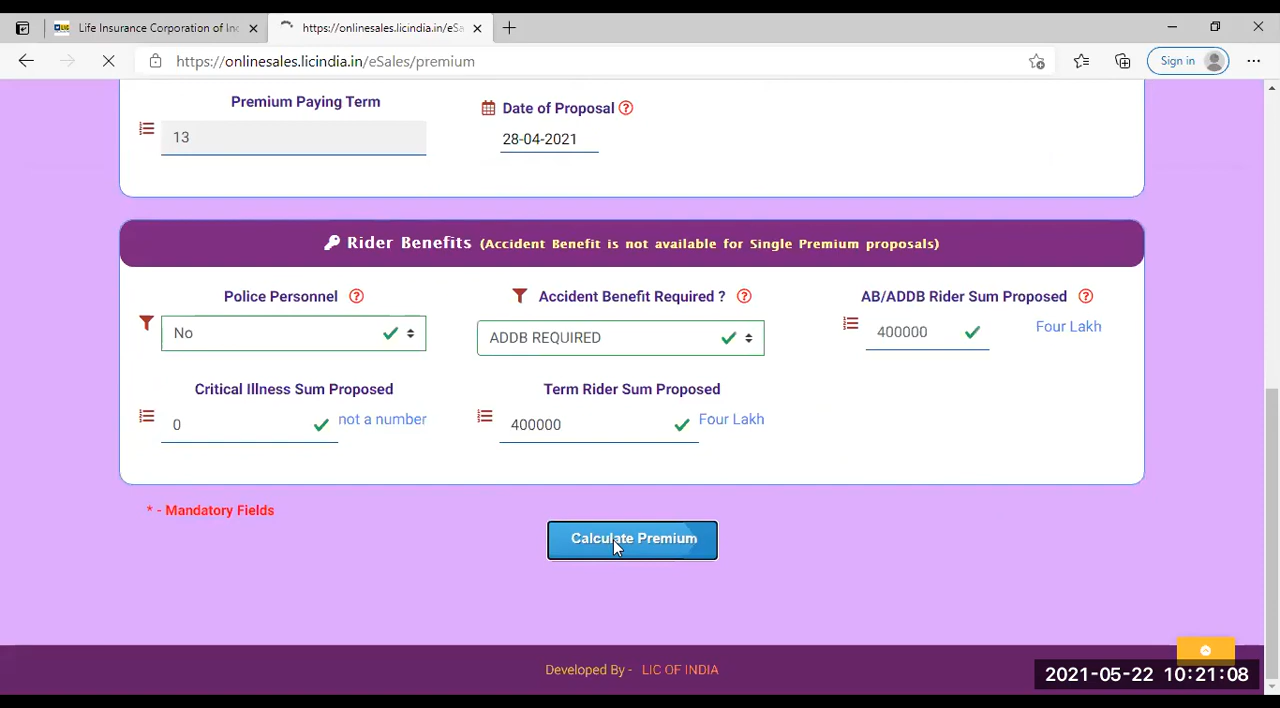 Life Insurance Corporation of In
https://onlinesales.licindia.in/eSa
https://onlinesales.licindia.in/eSales/premium
Sign in
Premium Paying Term
13
Date of Proposal ?
28-04-2021
Rider Benefits (Accident Benefit is not available for Single Premium proposals)
Police Personnel ?
No
Accident Benefit Required ? ?
ADDB REQUIRED
AB/ADDB Rider Sum Proposed ?
400000
Four Lakh
Critical Illness Sum Proposed
0
not a number
Term Rider Sum Proposed
400000
Four Lakh
* - Mandatory Fields
Calculate Premium
Developed By - LIC OF INDIA
2021-05-22 10:21:08